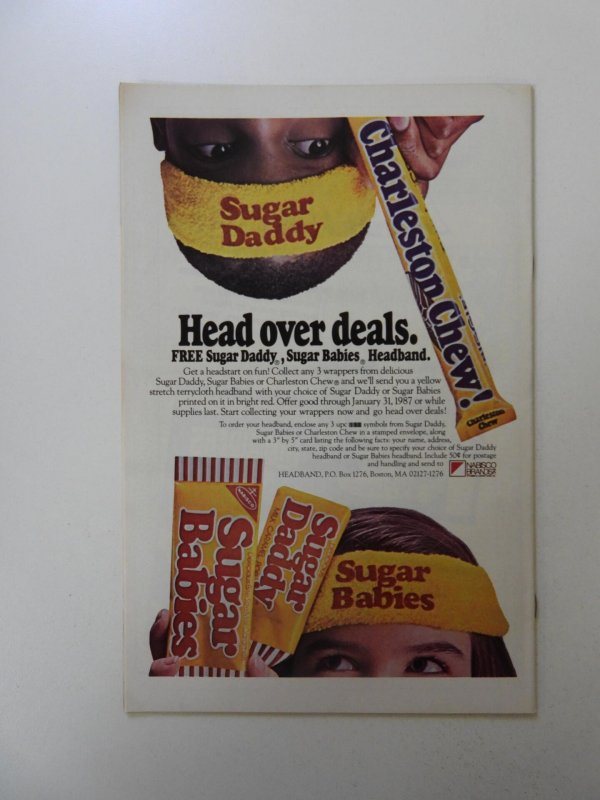 Sugar
Daddy
Charleston Chew!
Charleston
Chew
Head over deals.
FREE Sugar Daddy®, Sugar Babies® Headband.
Get a headstart on fun! Collect any 3 wrappers from delicious
Sugar Daddy, Sugar Babies or Charleston Chew® and we'll send you a yellow
stretch terrycloth headband with your choice of Sugar Daddy or Sugar Babies
printed on it in bright red. Offer good through January 31, 1987 or while
supplies last. Start collecting your wrappers now and go head over deals!
To order your headband, enclose any 3 upc symbols from Sugar Daddy,
Sugar Babies or Charleston Chew in a stamped envelope, along
with a 3" by 5" card listing the following facts: your name, address,
city, state, zip code and be sure to specify your choice of Sugar Daddy
headband or Sugar Babies headband. Include 50¢ for postage
and handling and send to
HEADBAND, P.O. Box 1276, Boston, MA 02127-1276
NABISCO
BRANDS
NABISCO
Sugar
Babies
Sugar
Daddy
MILK CARAMEL POP
Sugar
Babies